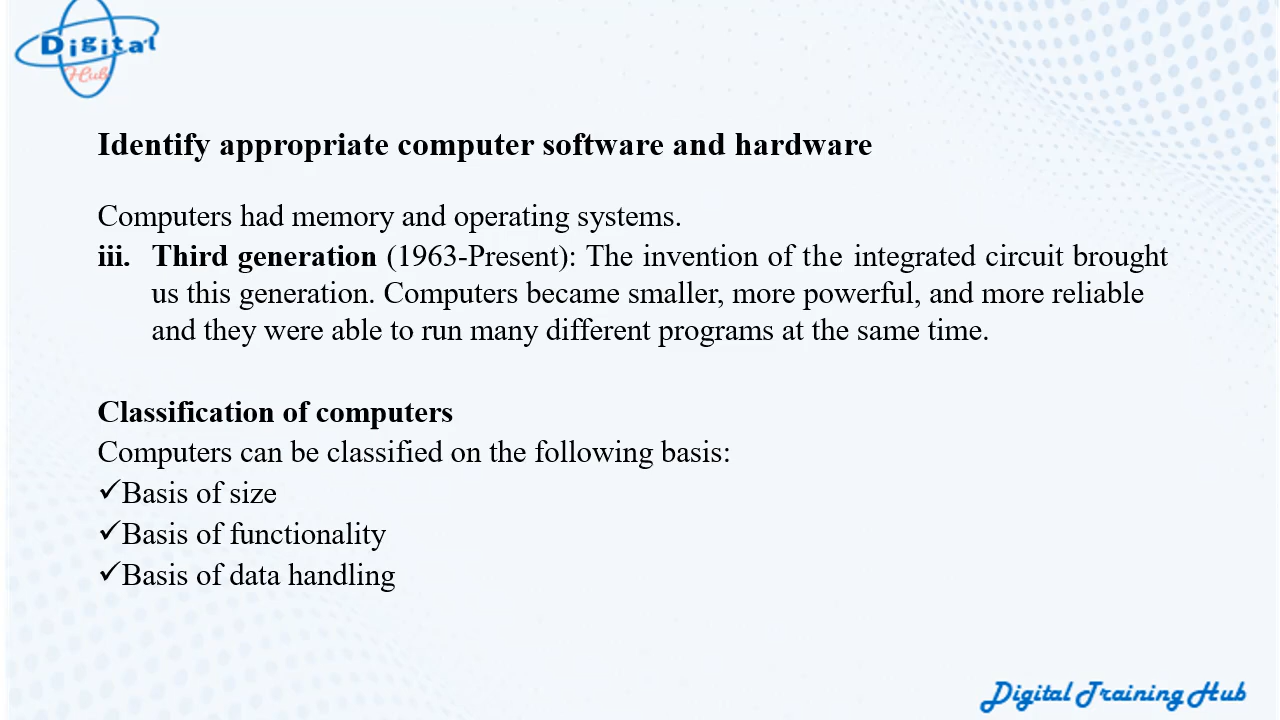 Digital
Hub
Identify appropriate computer software and hardware
Computers had memory and operating systems.
iii. Third generation (1963-Present): The invention of the integrated circuit brought
us this generation. Computers became smaller, more powerful, and more reliable
and they were able to run many different programs at the same time.
Classification of computers
Computers can be classified on the following basis:
✓Basis of size
✓Basis of functionality
✓Basis of data handling
Digital Training Hub